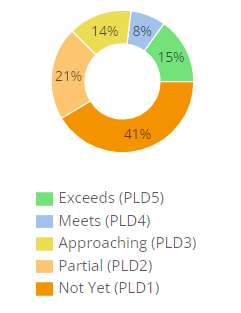 14%
8%
15%
21%
41%
Exceeds (PLD5)
Meets (PLD4)
Approaching (PLD3)
Partial (PLD2)
Not Yet (PLD1)